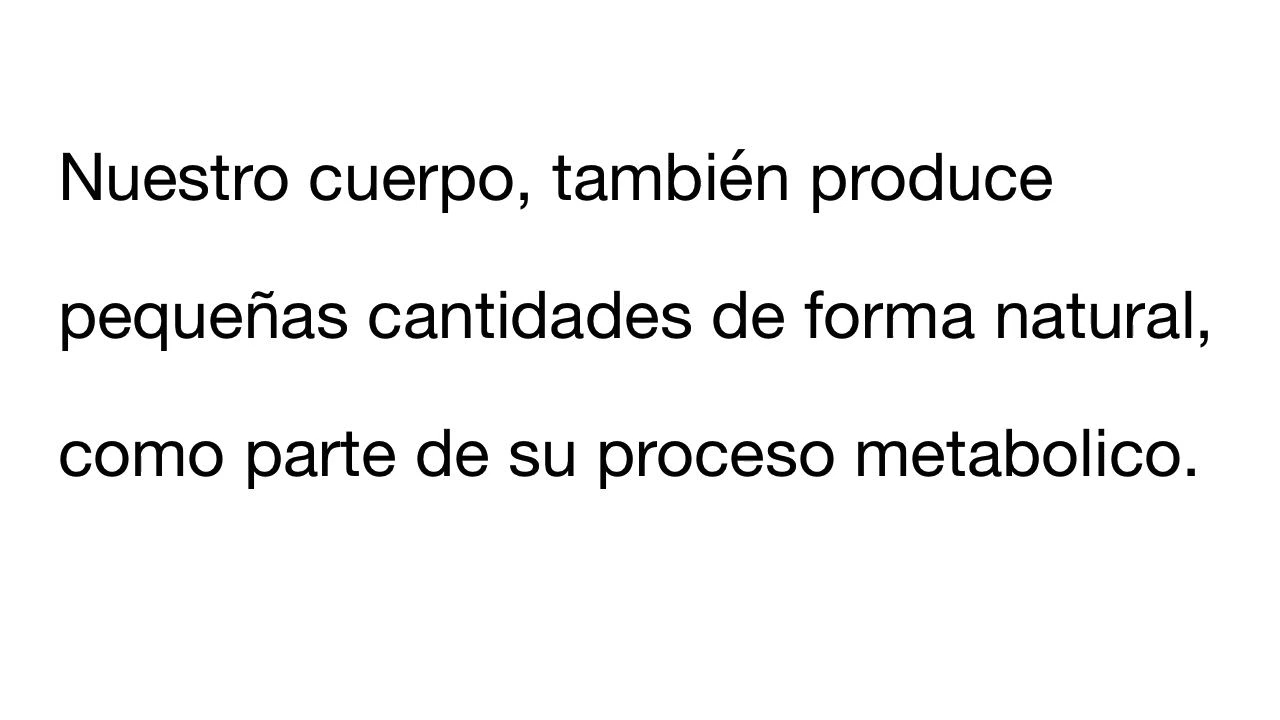 Nuestro cuerpo, también produce
pequeñas cantidades de forma natural,
como parte de su proceso metabolico.